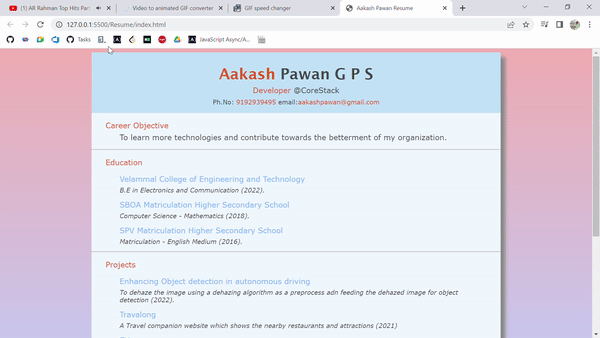 AR Rahman Top Hits Par
Video to animated GIF converter
GIF speed changer
Aakash Pawan Resume
127.0.0.1:5500/Resume/index.html
Tasks
JavaScript Async/A...
Aakash Pawan G P S
Developer @CoreStack
Ph.No: 9192939495 email:aakashpawan@gmail.com
Career Objective
To learn more technologies and contribute towards the betterment of my organization.
Education
Velammal College of Engineering and Technology
B.E in Electronics and Communication (2022).
SBOA Matriculation Higher Secondary School
Computer Science - Mathematics (2018).
SPV Matriculation Higher Secondary School
Matriculation - English Medium (2016).
Projects
Enhancing Object detection in autonomous driving
To dehaze the image using a dehazing algorithm as a preprocess adn feeding the dehazed image for object
detection (2022).
Travalong
A Travel companion website which shows the nearby restaurants and attractions (2021)